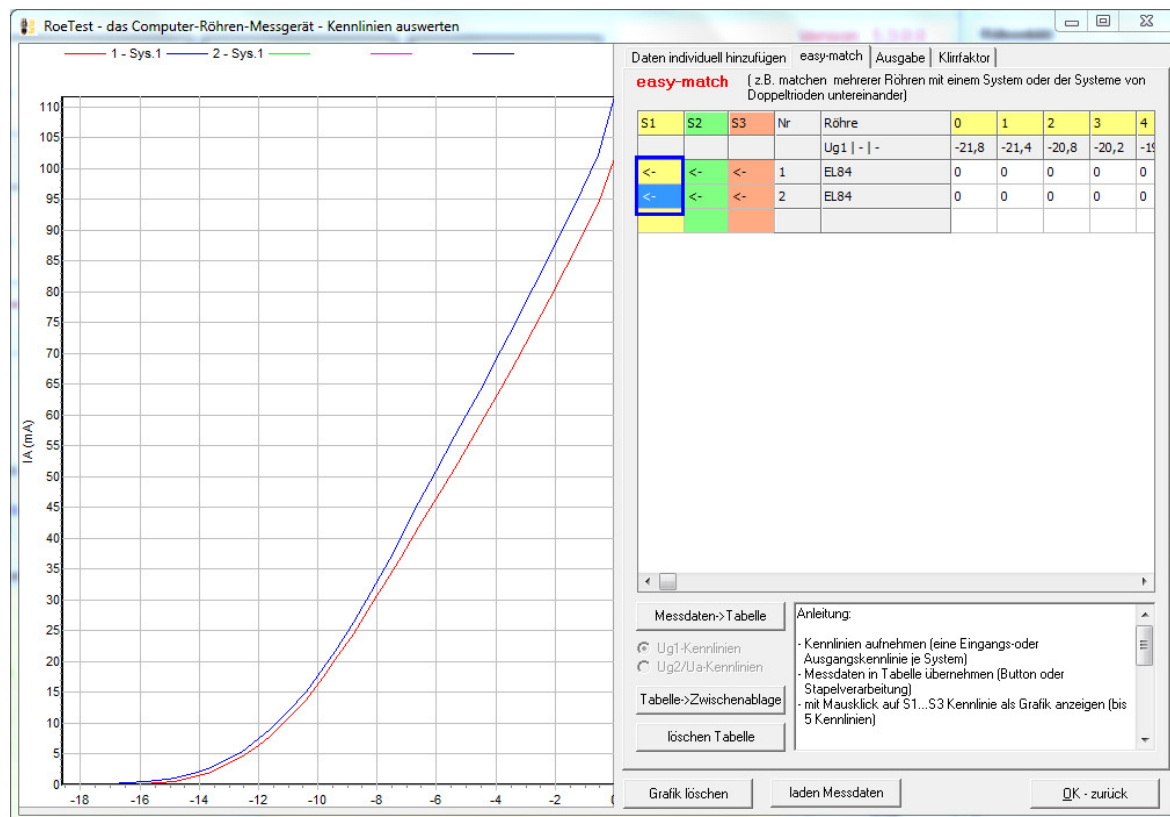 RoeTest - das Computer-Röhren-Messgerät - Kennlinien auswerten
1 - Sys.1 2 - Sys.1
110
105
100
95
90
85
80
75
70
65
60
55
50
45
40
35
30
25
20
15
10
5
0
IA (mA)
-18 -16 -14 -12 -10 -8 -6 -4 -2
Daten individuell hinzufügen easy-match Ausgabe Klirrfaktor
easy-match ( z.B. matchen mehrerer Röhren mit einem System oder der Systeme von
Doppeltrioden untereinander)
S1 S2 S3 Nr Röhre 0 1 2 3 4
Ug1 | - | - -21,8 -21,4 -20,8 -20,2
<- <- <- 1 EL84 0 0 0 0 0
<- <- <- 2 EL84 0 0 0 0 0
Messdaten->Tabelle
Ug1-Kennlinien
Ug2/Ua-Kennlinien
Tabelle->Zwischenablage
löschen Tabelle
Anleitung:
- Kennlinien aufnehmen (eine Eingangs-oder
Ausgangskennlinie je System)
- Messdaten in Tabelle übernehmen (Button oder
Stapelverarbeitung)
- mit Mausklick auf S1...S3 Kennlinie als Grafik anzeigen (bis
5 Kennlinien)
Grafik löschen laden Messdaten OK - zurück